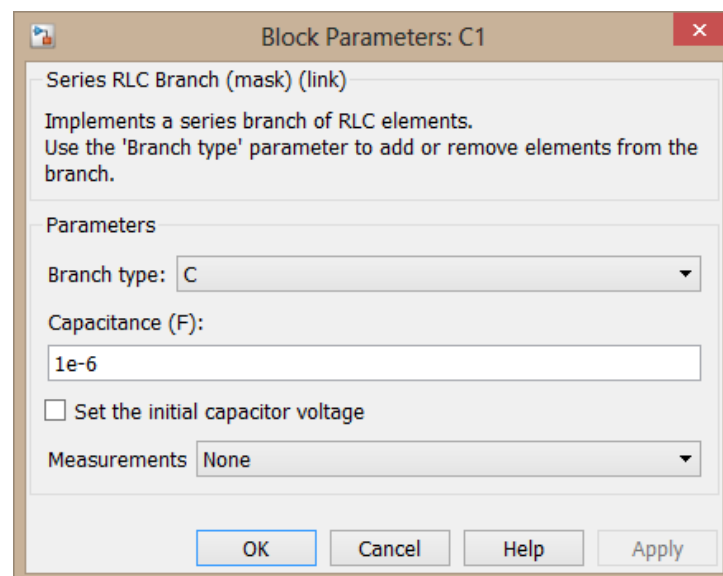 Block Parameters: C1
Series RLC Branch (mask) (link)
Implements a series branch of RLC elements.
Use the 'Branch type' parameter to add or remove elements from the
branch.
Parameters
Branch type: C
Capacitance (F):
1e-6
Set the initial capacitor voltage
Measurements None
OK Cancel Help Apply